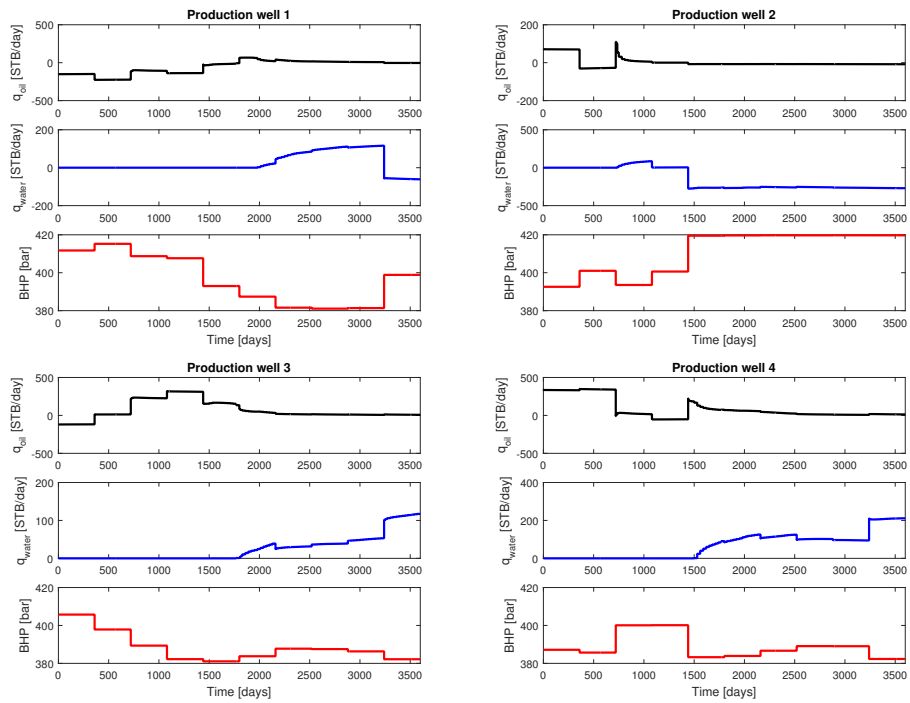 Production well 1
q_oil [STB/day]
500
0
-500
0 500 1000 1500 2000 2500 3000 3500
q_water [STB/day]
200
0
-200
0 500 1000 1500 2000 2500 3000 3500
BHP [bar]
420
400
380
0 500 1000 1500 2000 2500 3000 3500
Time [days]
Production well 2
q_oil [STB/day]
200
0
-200
0 500 1000 1500 2000 2500 3000 3500
q_water [STB/day]
500
0
-500
0 500 1000 1500 2000 2500 3000 3500
BHP [bar]
420
400
380
0 500 1000 1500 2000 2500 3000 3500
Time [days]
Production well 3
q_oil [STB/day]
500
0
-500
0 500 1000 1500 2000 2500 3000 3500
q_water [STB/day]
200
100
0
0 500 1000 1500 2000 2500 3000 3500
BHP [bar]
420
400
380
0 500 1000 1500 2000 2500 3000 3500
Time [days]
Production well 4
q_oil [STB/day]
500
0
-500
0 500 1000 1500 2000 2500 3000 3500
q_water [STB/day]
400
200
0
0 500 1000 1500 2000 2500 3000 3500
BHP [bar]
420
400
380
0 500 1000 1500 2000 2500 3000 3500
Time [days]